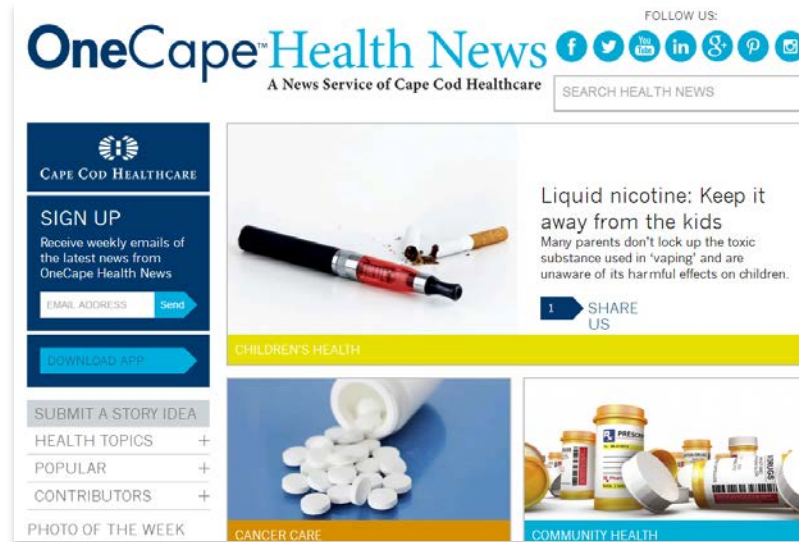 FOLLOW US:
OneCape™ Health News
A News Service of Cape Cod Healthcare
f You Tube in g+
SEARCH HEALTH NEWS
CAPE COD HEALTHCARE
SIGN UP
Receive weekly emails of
the latest news from
OneCape Health News
EMAIL ADDRESS Send
DOWNLOAD APP
SUBMIT A STORY IDEA
HEALTH TOPICS +
POPULAR +
CONTRIBUTORS +
PHOTO OF THE WEEK
Liquid nicotine: Keep it
away from the kids
Many parents don't lock up the toxic
substance used in 'vaping' and are
unaware of its harmful effects on children.
1 SHARE
US
CHILDREN'S HEALTH
CANCER CARE
COMMUNITY HEALTH